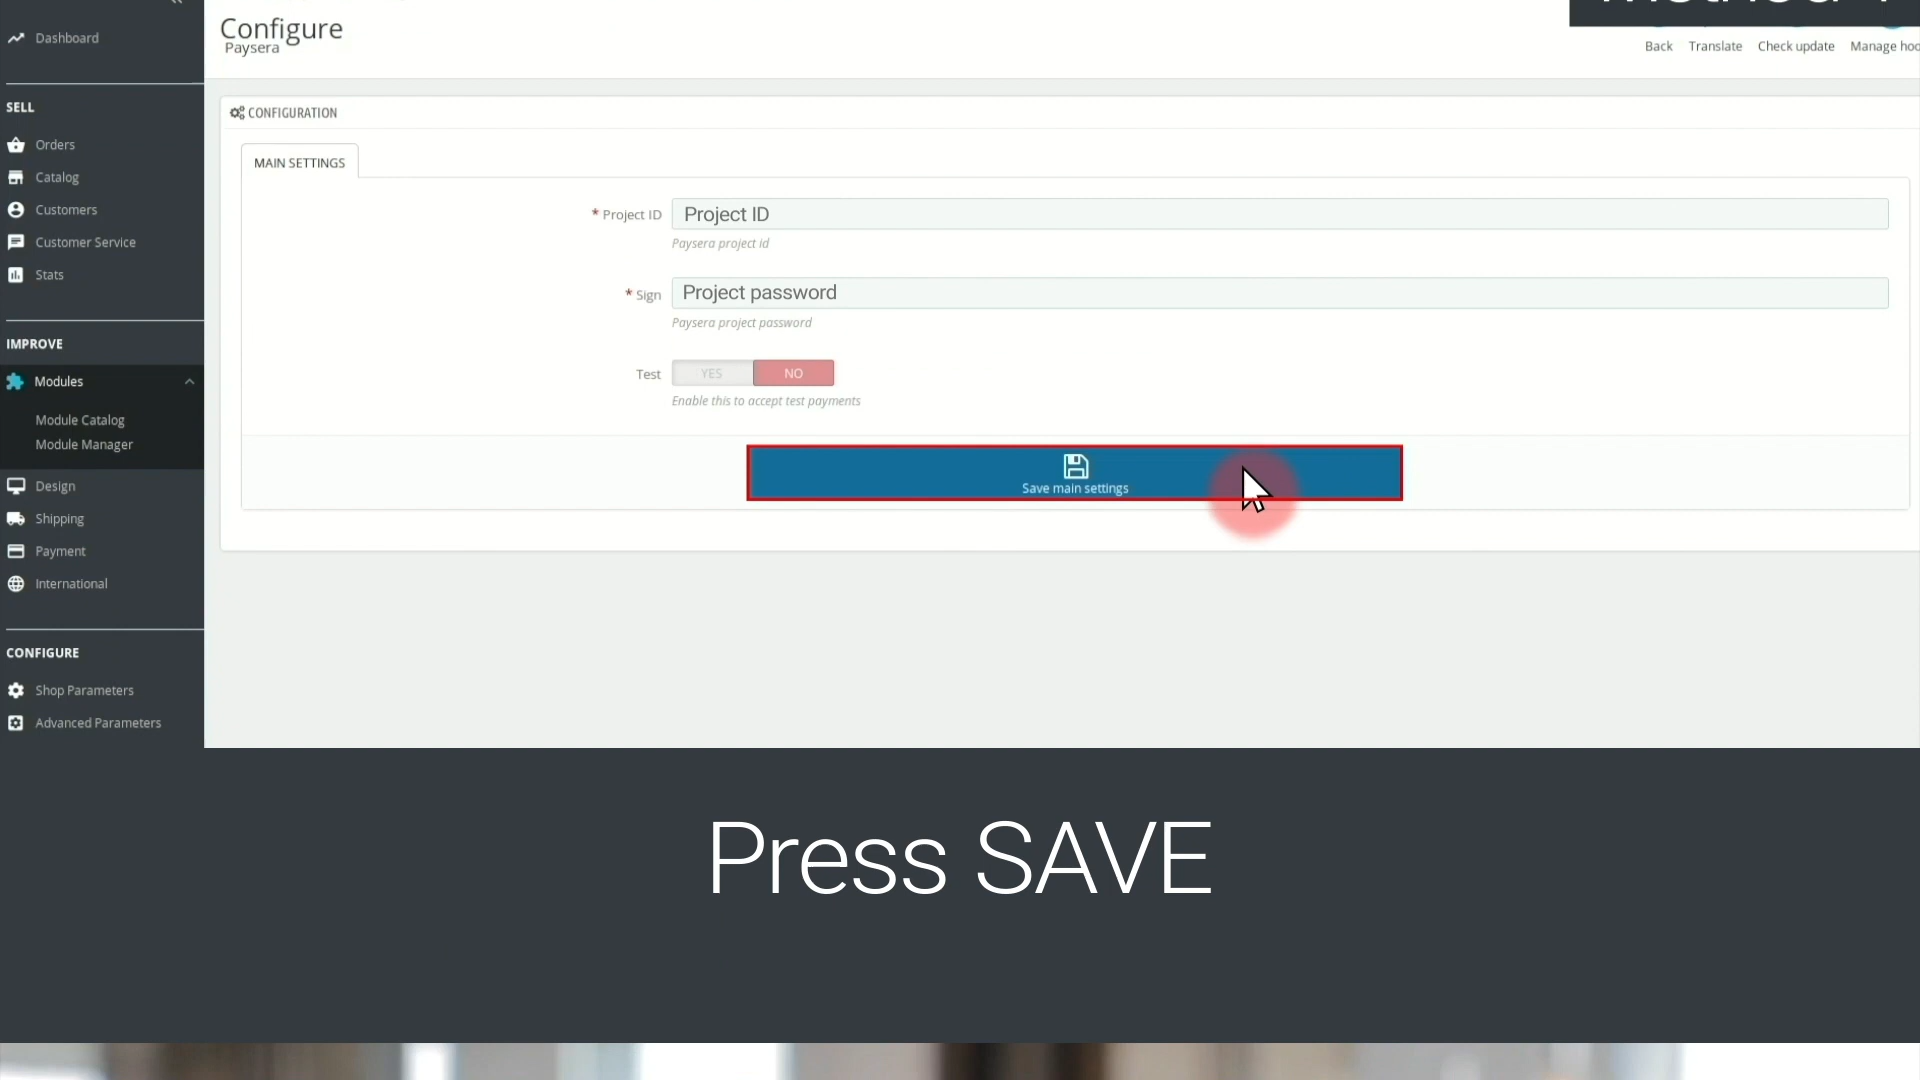 Configure
Paysera
Back Translate Check update Manage
Dashboard
SELL
Orders
Catalog
Customers
Customer Service
Stats
IMPROVE
Modules
Module Catalog
Module Manager
Design
Shipping
Payment
International
CONFIGURE
Shop Parameters
Advanced Parameters
CONFIGURATION
MAIN SETTINGS
* Project ID Project ID
Paysera project id
* Sign Project password
Paysera project password
Test YES NO
Enable this to accept test payments
Save main settings
Press SAVE